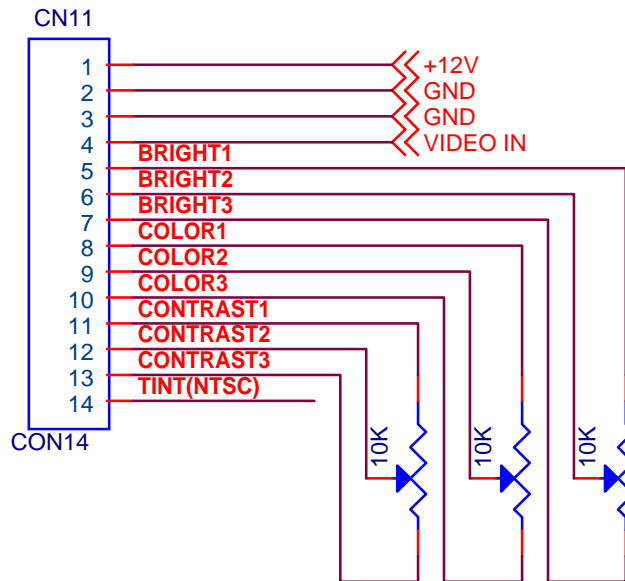 CN11
1 +12V
2 GND
3 GND
4 VIDEO IN
BRIGHT1
5
BRIGHT2
6
BRIGHT3
7
COLOR1
8
COLOR2
9
COLOR3
10
CONTRAST1
11
CONTRAST2
12
CONTRAST3
13
TINT(NTSC)
14
CON14
10K
10K
10K